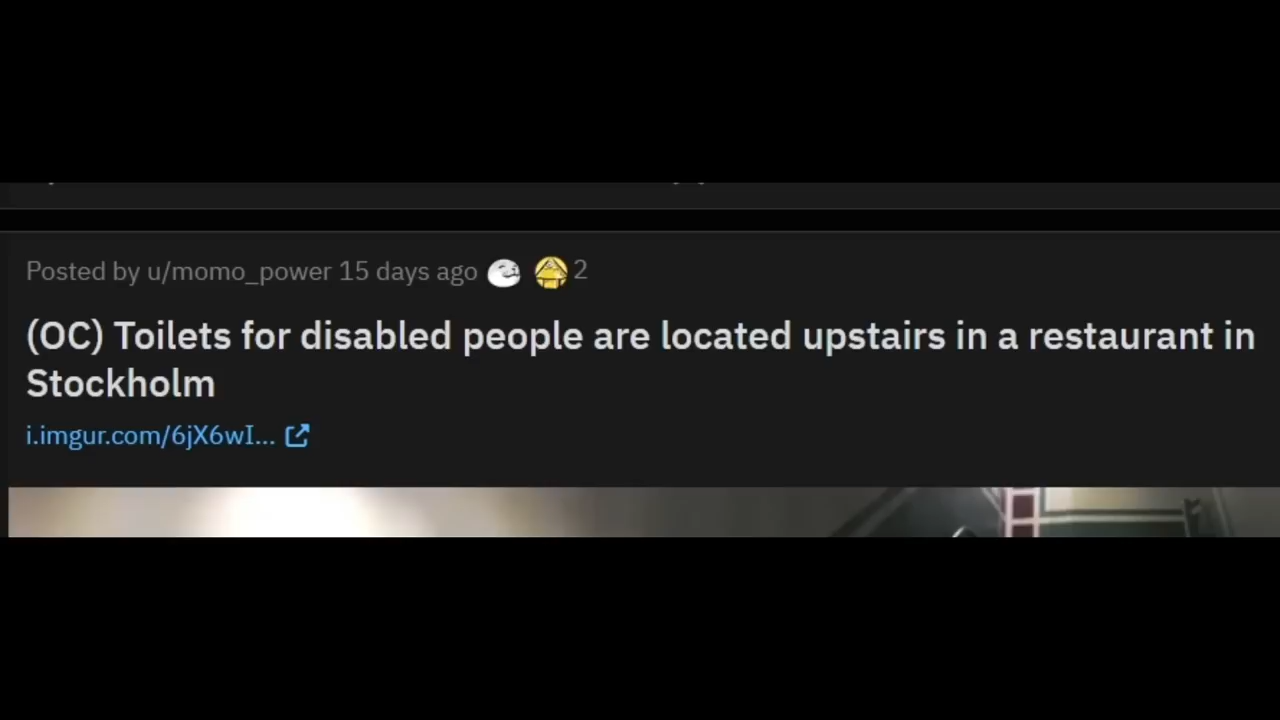 Posted by u/momo_power 15 days ago 2
(OC) Toilets for disabled people are located upstairs in a restaurant in
Stockholm
i.imgur.com/6jX6wI...